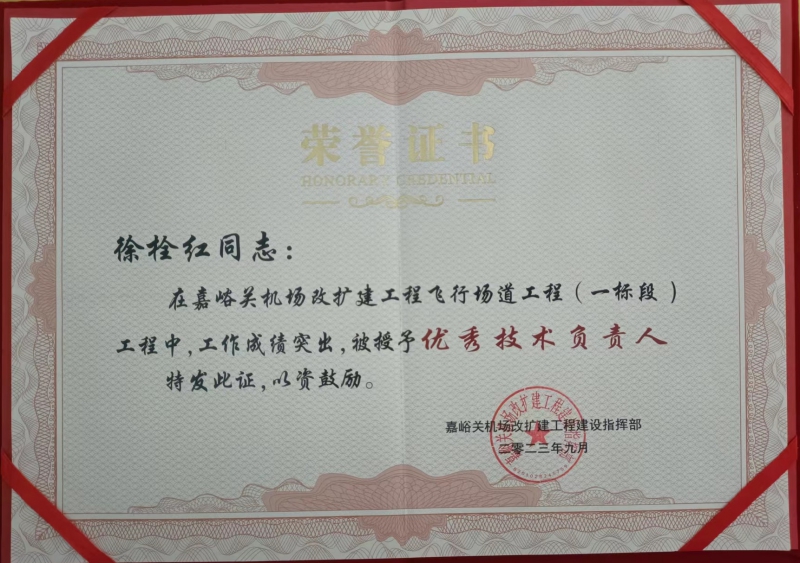 荣誉证书
HONORARY CREDENTIAL
徐栓红同志：
在嘉峪关机场改扩建工程飞行场道工程（一标段）
工程中，工作成绩突出，被授予优秀技术负责人
特发此证，以资鼓励。
嘉峪关机场改扩建工程建设指挥部
二零二三年九月